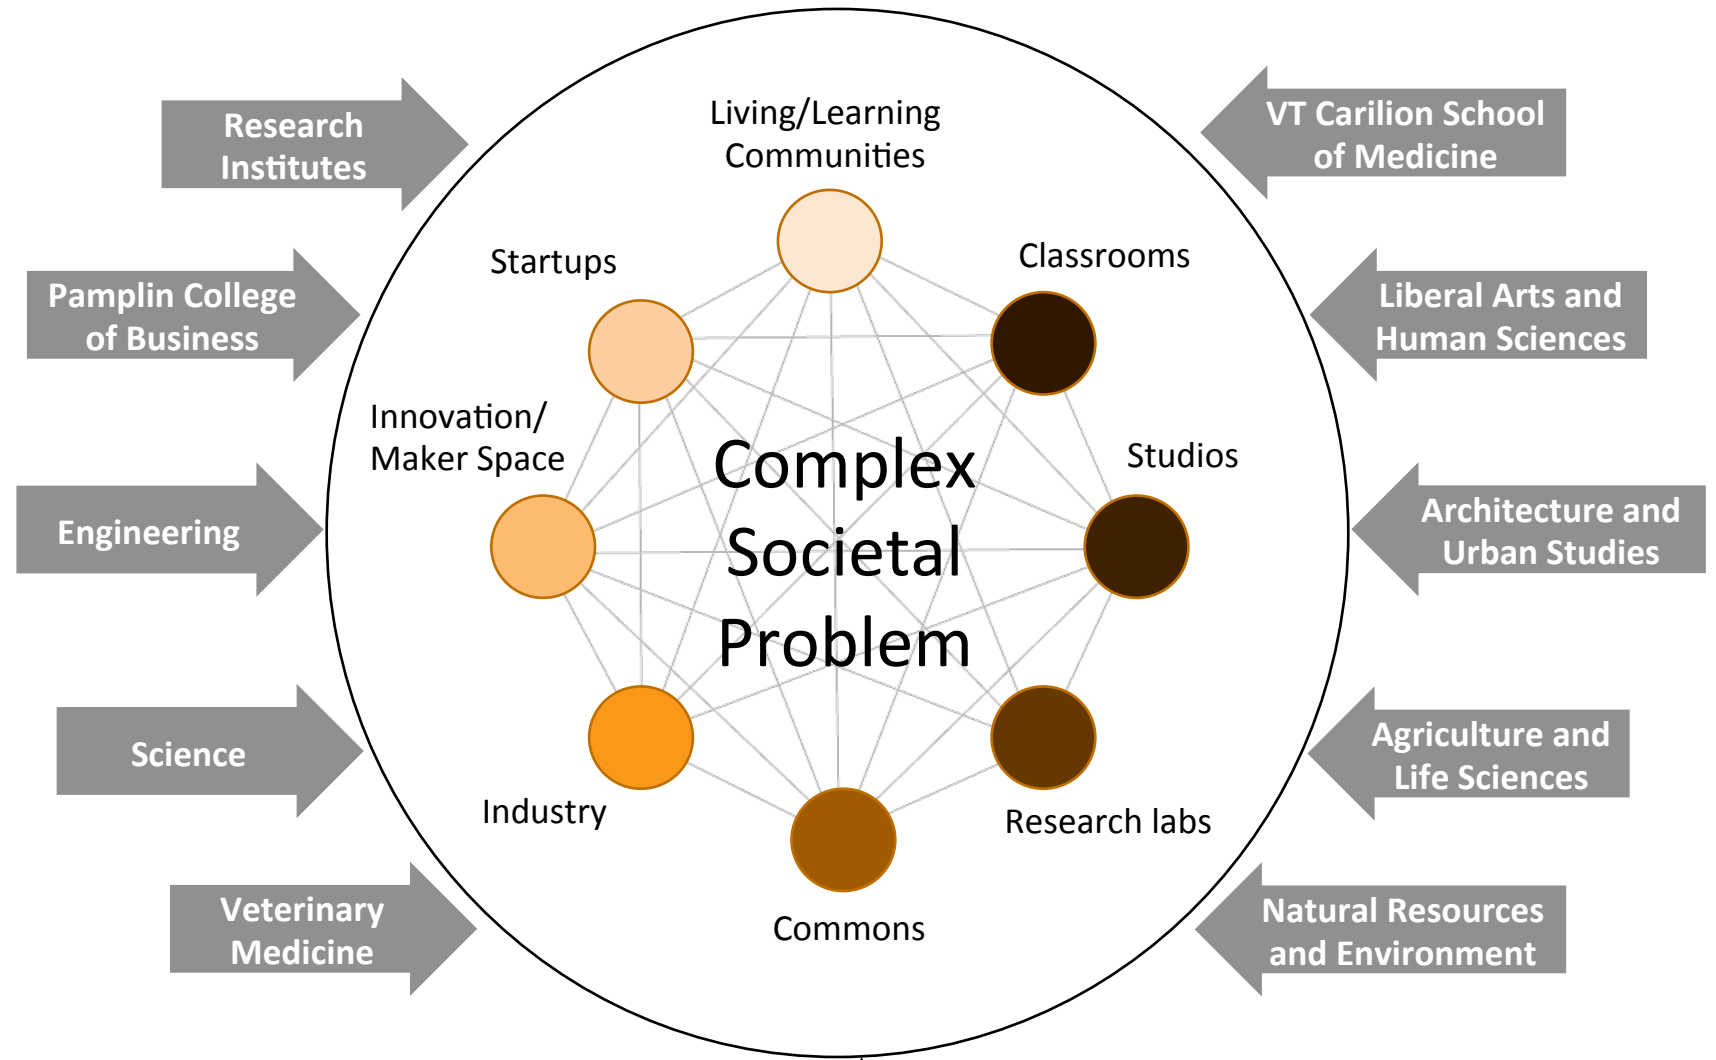 Research
Institutes
Living/Learning
Communities
VT Carilion School
of Medicine
Startups
Classrooms
Pamplin College
of Business
Liberal Arts and
Human Sciences
Innovation/
Maker Space
Complex
Societal
Problem
Studios
Engineering
Architecture and
Urban Studies
Science
Agriculture and
Life Sciences
Industry
Research labs
Veterinary
Medicine
Commons
Natural Resources
and Environment